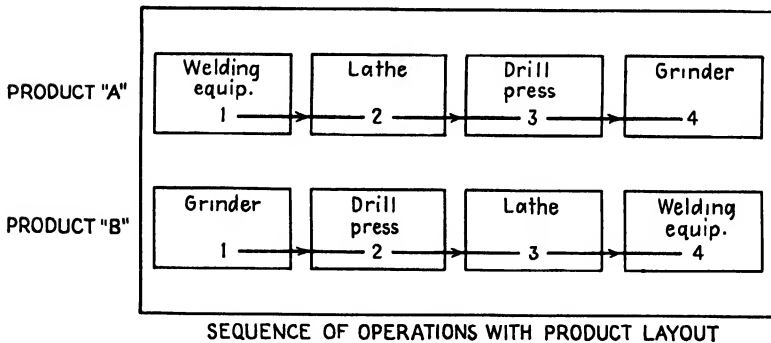 PRODUCT "A"
Welding
equip.
1
Lathe
2
Drill
press
3
Grinder
4
PRODUCT "B"
Grinder
1
Drill
press
2
Lathe
3
Welding
equip.
4
SEQUENCE OF OPERATIONS WITH PRODUCT LAYOUT